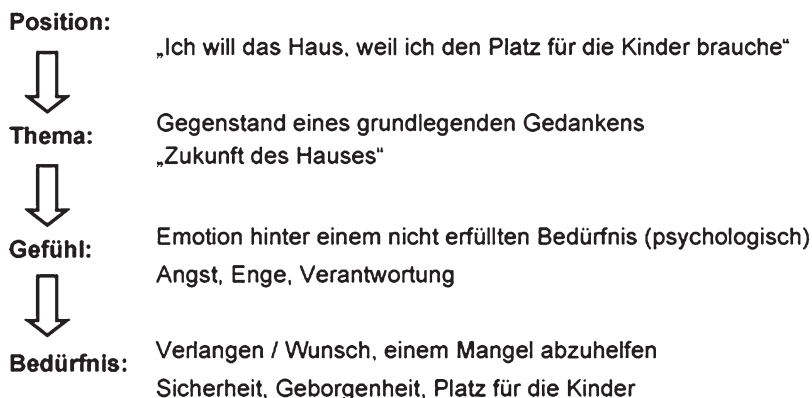 Position:
„Ich will das Haus, weil ich den Platz für die Kinder brauche“
Thema:
Gegenstand eines grundlegenden Gedankens
„Zukunft des Hauses“
Gefühl:
Emotion hinter einem nicht erfüllten Bedürfnis (psychologisch)
Angst, Enge, Verantwortung
Bedürfnis:
Verlangen / Wunsch, einem Mangel abzuhelfen
Sicherheit, Geborgenheit, Platz für die Kinder